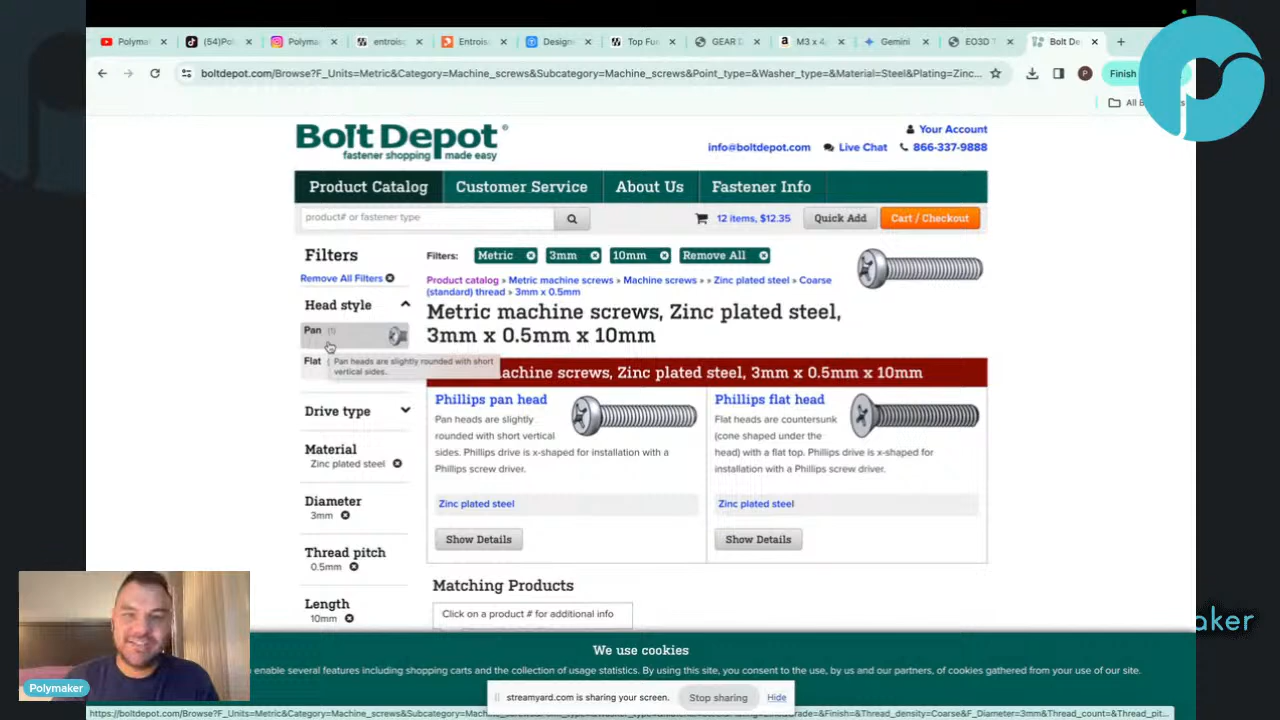 Polyma
(54)Pol
Polyma
entrois
Entrois
Design
Top Fu
GEAR D
M3 x 4
Gemini
EO3D T
Bolt De
boltdepot.com/Browse?F_Units=Metric&Category=Machine_screws&Subcategory=Machine_screws&Point_type=&Washer_type=&Material=Steel&Plating=Zinc...
Finish
All B
Bolt Depot®
fastener shopping made easy
Your Account
info@boltdepot.com Live Chat 866-337-9888
Product Catalog Customer Service About Us Fastener Info
product# or fastener type
12 items, $12.35 Quick Add Cart / Checkout
Filters
Remove All Filters
Head style
Pan (1)
Flat
Pan heads are slightly rounded with short
vertical sides.
Drive type
Material
Zinc plated steel
Diameter
3mm
Thread pitch
0.5mm
Length
10mm
Filters: Metric 3mm 10mm Remove All
Product catalog » Metric machine screws » Machine screws » » Zinc plated steel » Coarse
(standard) thread » 3mm x 0.5mm
Metric machine screws, Zinc plated steel,
3mm x 0.5mm x 10mm
achine screws, Zinc plated steel, 3mm x 0.5mm x 10mm
Phillips pan head
Pan heads are slightly
rounded with short vertical
sides. Phillips drive is x-shaped for installation with a
Phillips screw driver.
Zinc plated steel
Show Details
Phillips flat head
Flat heads are countersunk
(cone shaped under the
head) with a flat top. Phillips drive is x-shaped for
installation with a Phillips screw driver.
Zinc plated steel
Show Details
Matching Products
Click on a product # for additional info
We use cookies
enable several features including shopping carts and the collection of usage statistics. By using this site, you consent to the use, by us and our partners, of cookies gathered from your use of our site.
streamyard.com is sharing your screen. Stop sharing Hide
Polymaker
aker